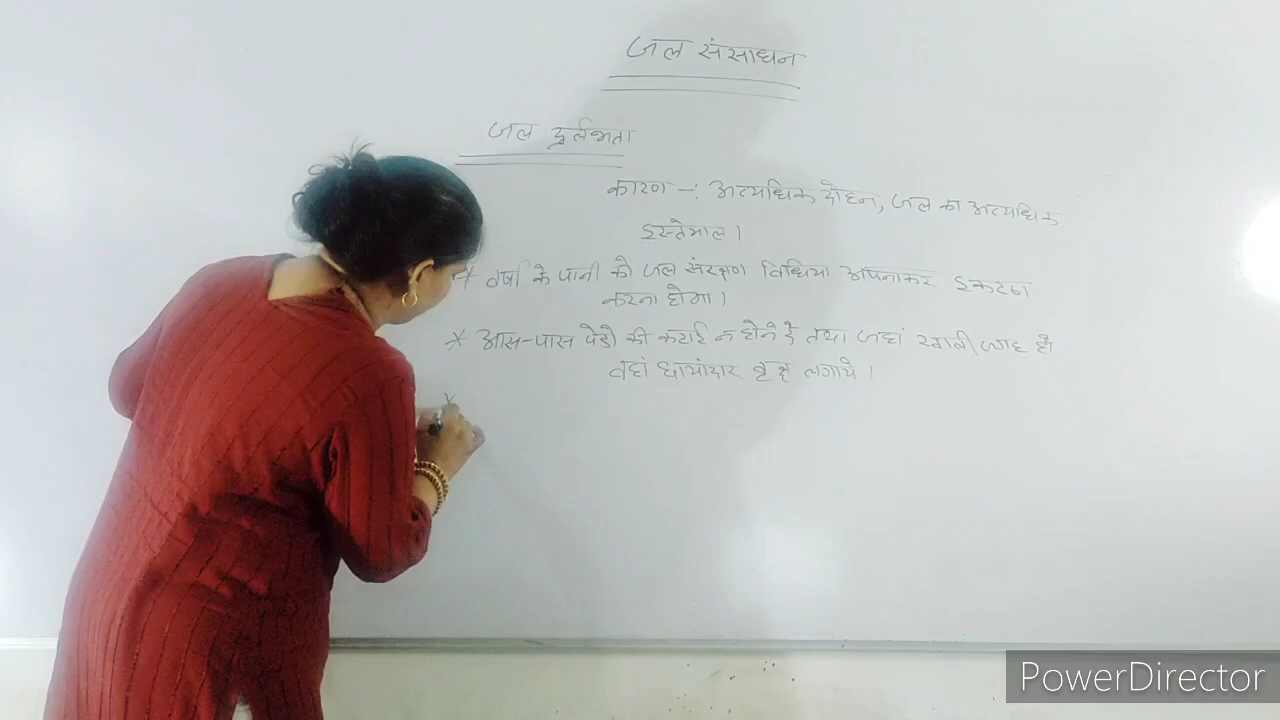 जल संसाधन
जल दुर्लभता
कारण -: अत्यधिक दोहन, जल का अत्यधिक
इस्तेमाल।
* वर्षा के पानी को जल संरक्षण विधिया अपनाकर इकटठा
करना होगा।
* आस-पास पेडो की कटाई न होने दे तथा जहां खाली जगह हो
वहां छायांदार वृक्ष लगाये।
*
PowerDirector